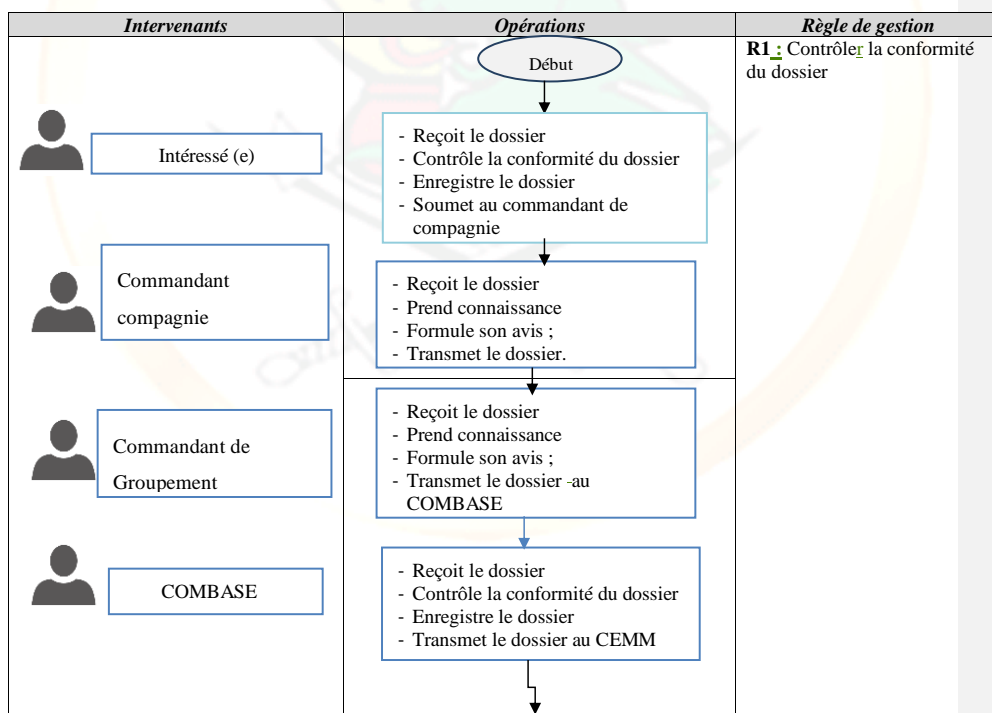 Intervenants
Opérations
Règle de gestion
Début
R1 : Contrôler la conformité
du dossier
Intéressé (e)
- Reçoit le dossier
- Contrôle la conformité du dossier
- Enregistre le dossier
- Soumet au commandant de
compagnie
Commandant
compagnie
- Reçoit le dossier
- Prend connaissance
- Formule son avis ;
- Transmet le dossier.
Commandant de
Groupement
- Reçoit le dossier
- Prend connaissance
- Formule son avis ;
- Transmet le dossier -au
COMBASE
COMBASE
- Reçoit le dossier
- Contrôle la conformité du dossier
- Enregistre le dossier
- Transmet le dossier au CEMM